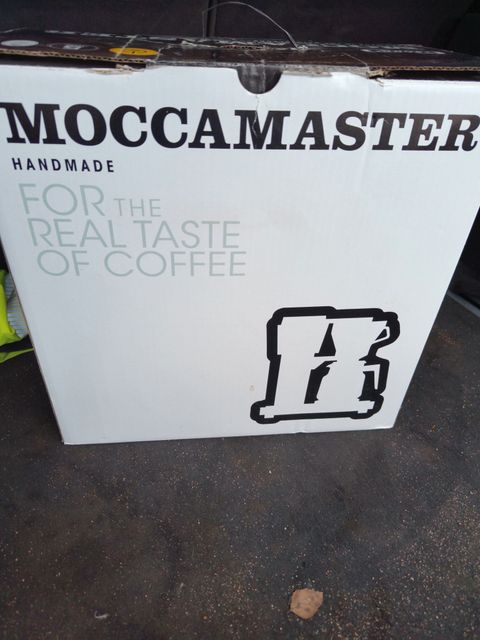 MOCCAMASTER
HANDMADE
FOR THE
REAL TASTE
OF COFFEE